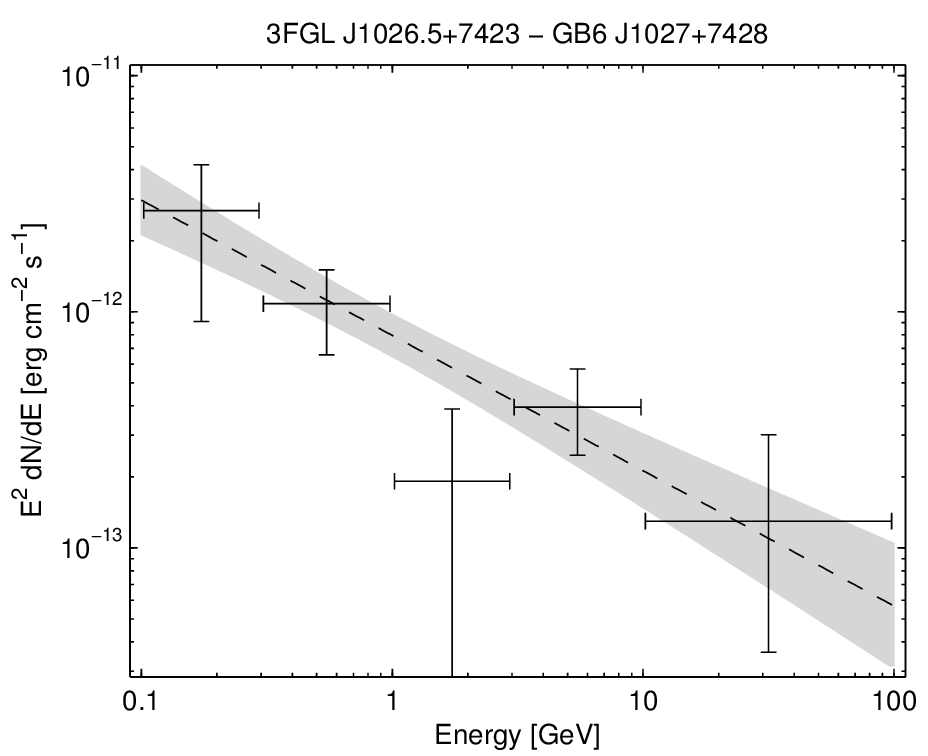 3FGL J1026.5+7423 − GB6 J1027+7428
10⁻¹¹
10⁻¹²
10⁻¹³
E² dN/dE [erg cm⁻² s⁻¹]
0.1 1 10 100
Energy [GeV]